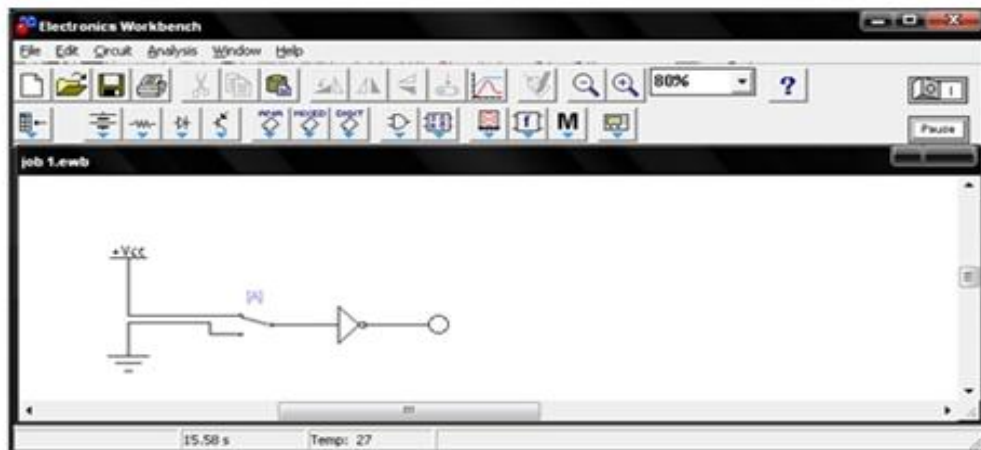 Electronics Workbench
File Edit Circuit Analysis Window Help
80% ?
M
Pause
job 1.ewb
+Vcc
[A]
15.58 s Temp: 27